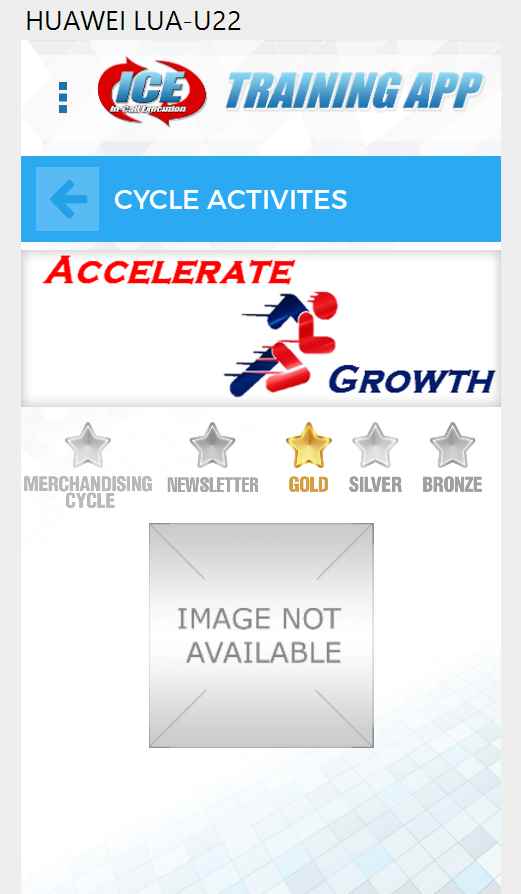 HUAWEI LUA-U22
ICE
In-Call Education
TRAINING APP
CYCLE ACTIVITES
ACCELERATE
GROWTH
MERCHANDISING
CYCLE
NEWSLETTER
GOLD
SILVER
BRONZE
IMAGE NOT
AVAILABLE